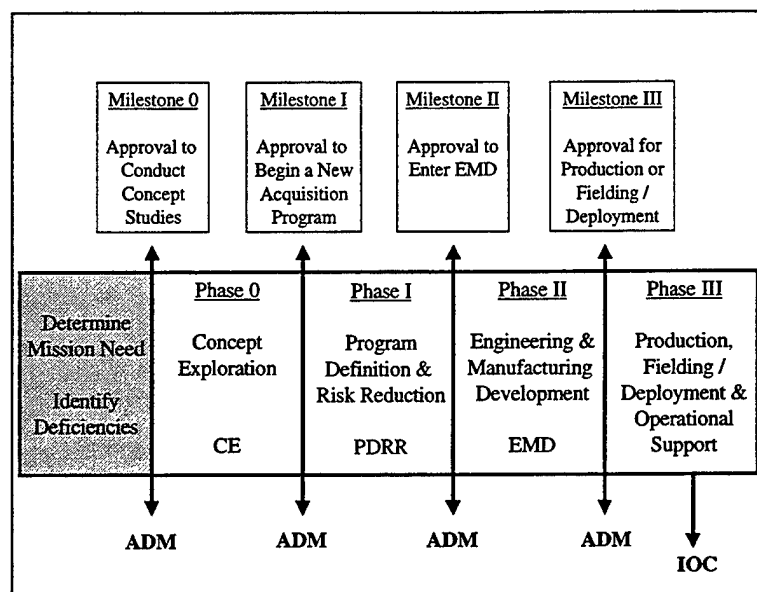 Milestone 0
Approval to
Conduct
Concept
Studies
Milestone I
Approval to
Begin a New
Acquisition
Program
Milestone II
Approval to
Enter EMD
Milestone III
Approval for
Production or
Fielding /
Deployment
Determine
Mission Need
Identify
Deficiencies
Phase 0
Concept
Exploration
CE
Phase I
Program
Definition &
Risk Reduction
PDRR
Phase II
Engineering &
Manufacturing
Development
EMD
Phase III
Production,
Fielding /
Deployment &
Operational
Support
ADM
ADM
ADM
ADM
IOC